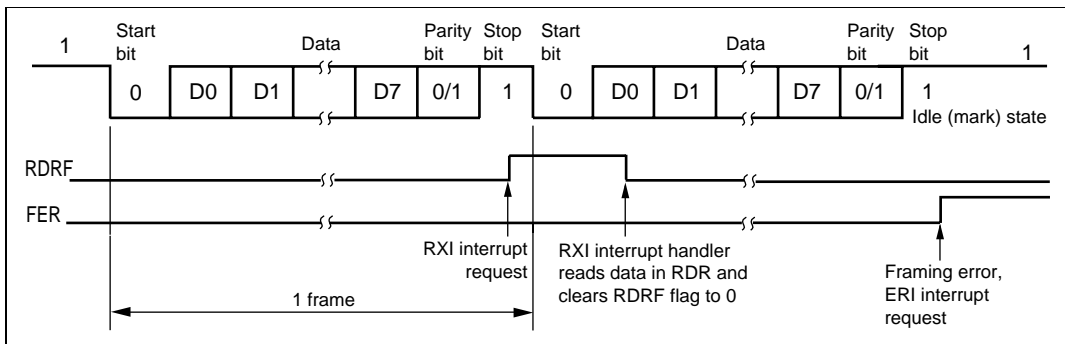 1
Start bit
Data
Parity bit
Stop bit
Start bit
Data
Parity bit
Stop bit
1
0
D0
D1
D7
0/1
1
0
D0
D1
D7
0/1
1
Idle (mark) state
RDRF
FER
RXI interrupt
request
RXI interrupt handler
reads data in RDR and
clears RDRF flag to 0
Framing error,
ERI interrupt
request
1 frame